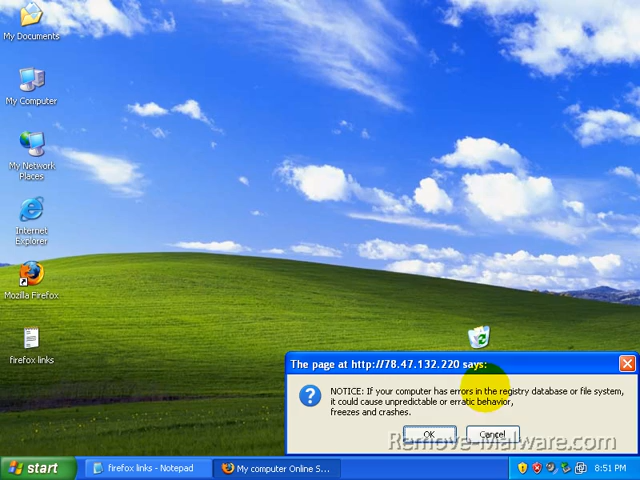 My Documents
My Computer
My Network
Places
Internet
Explorer
Mozilla Firefox
firefox links
The page at http://78.47.132.220 says:
NOTICE: If your computer has errors in the registry database or file system,
it could cause unpredictable or erratic behavior,
freezes and crashes.
OK
Cancel
Remove-Malware.com
start
firefox links - Notepad
My computer Online S...
8:51 PM